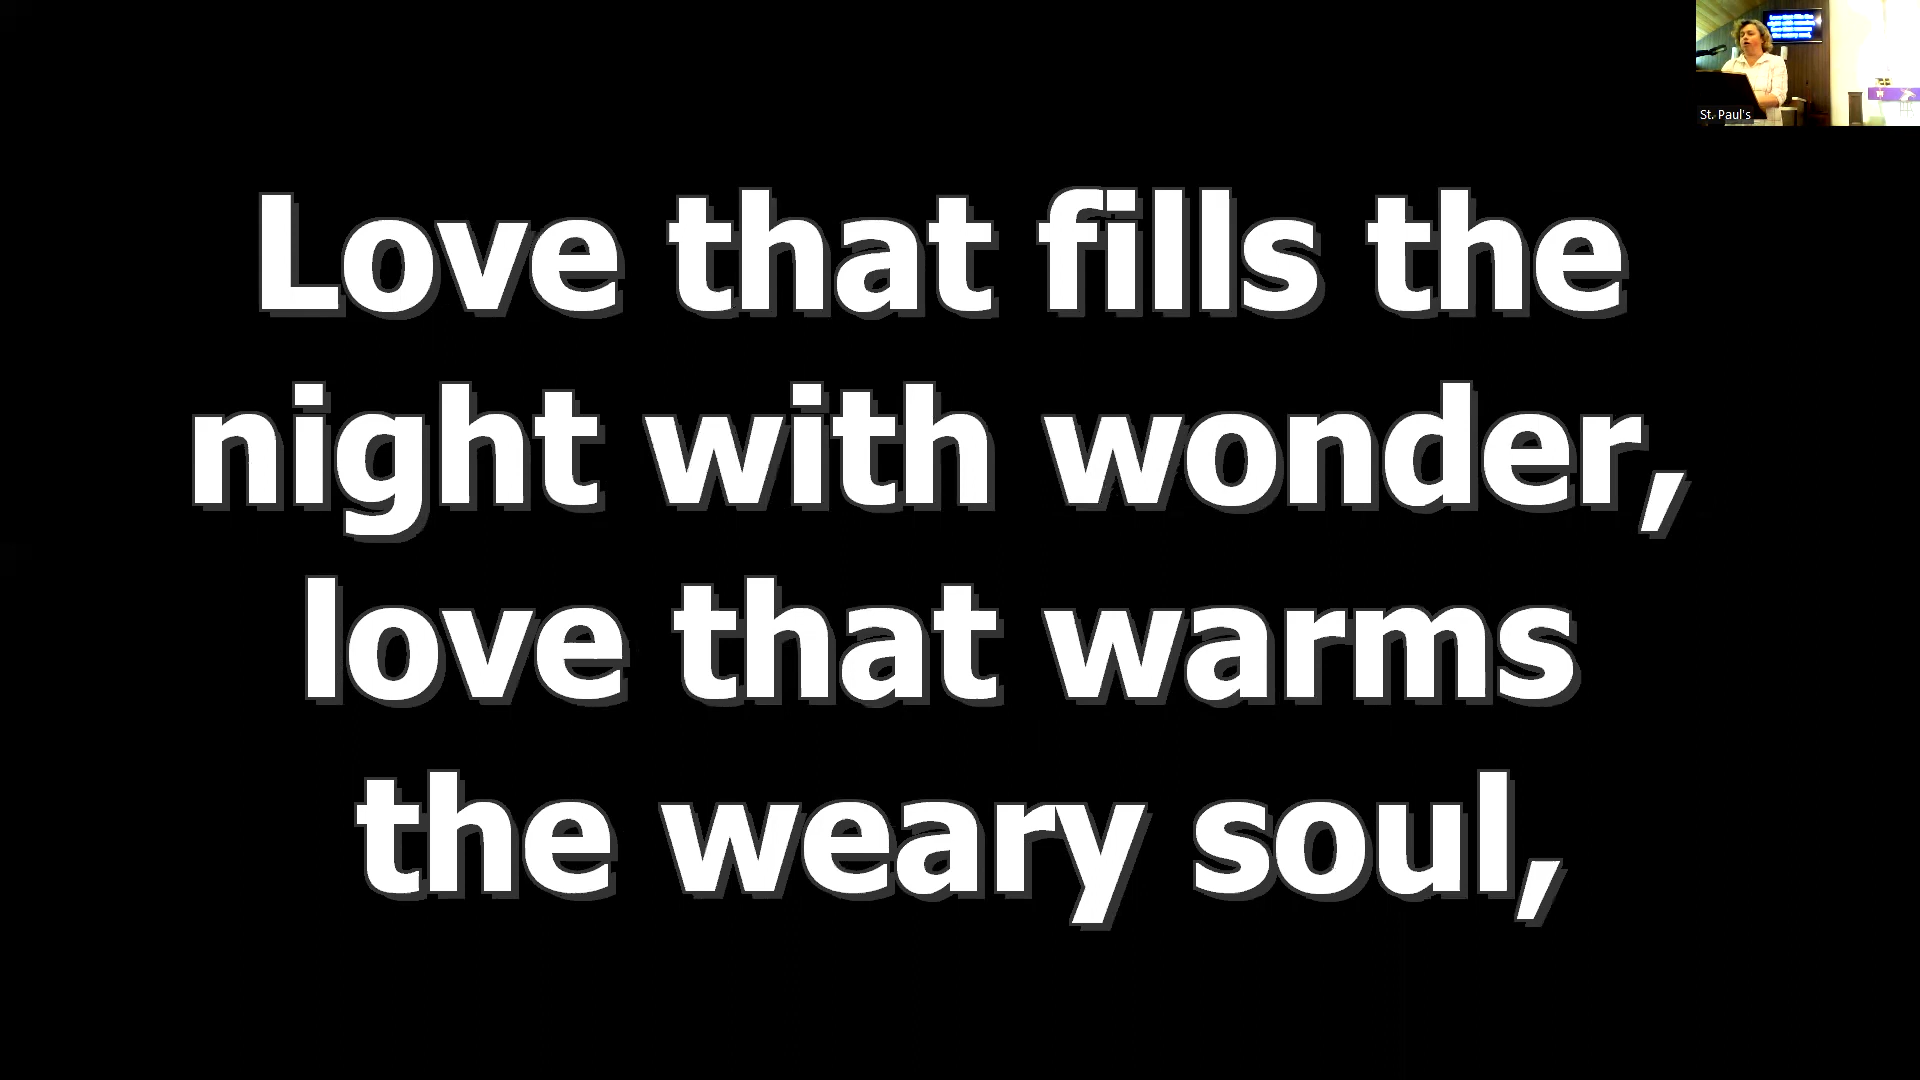 St. Paul's
Love that fills the
night with wonder,
love that warms
the weary soul,